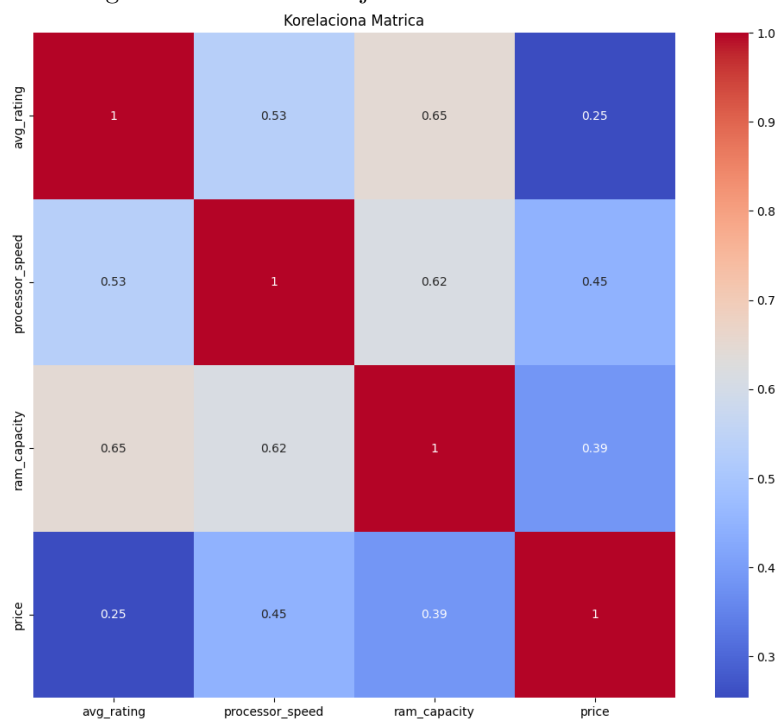 Korelaciona Matrica
avg_rating
1
0.53
0.65
0.25
processor_speed
0.53
1
0.62
0.45
ram_capacity
0.65
0.62
1
0.39
price
0.25
0.45
0.39
1
avg_rating
processor_speed
ram_capacity
price
1.0
0.9
0.8
0.7
0.6
0.5
0.4
0.3